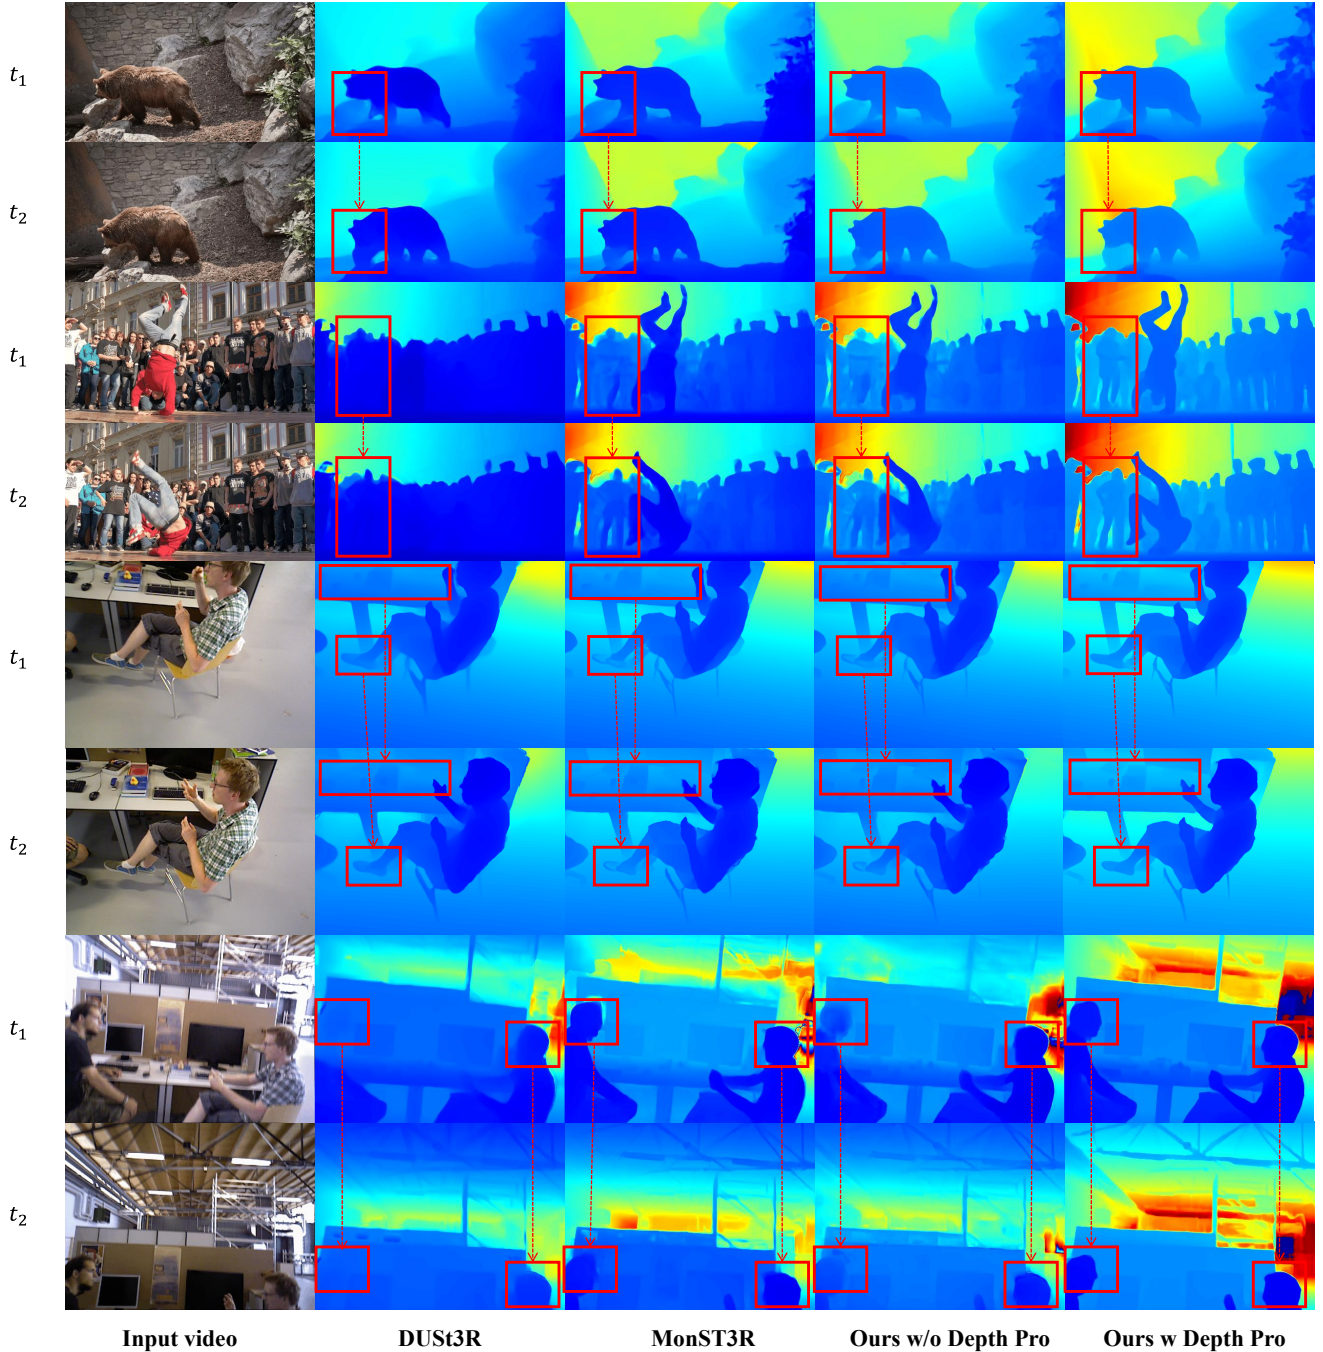 t₁
t₂
t₁
t₂
t₁
t₂
t₁
t₂
Input video DUSt3R MonST3R Ours w/o Depth Pro Ours w Depth Pro